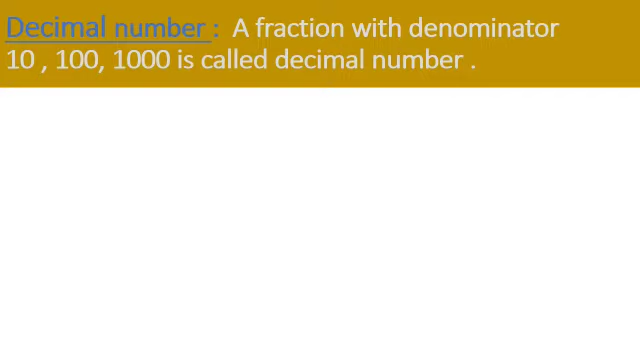 Decimal number : A fraction with denominator
10 , 100, 1000 is called decimal number .